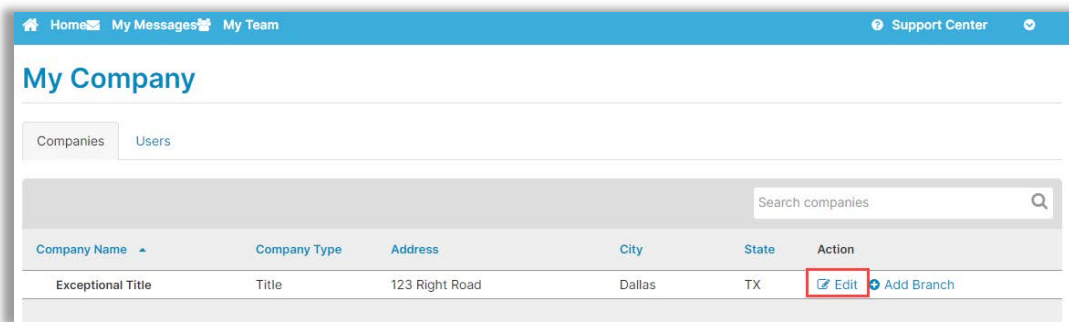 Home My Messages My Team Support Center
My Company
Companies Users
Search companies
Company Name Company Type Address City State Action
Exceptional Title Title 123 Right Road Dallas TX Edit Add Branch